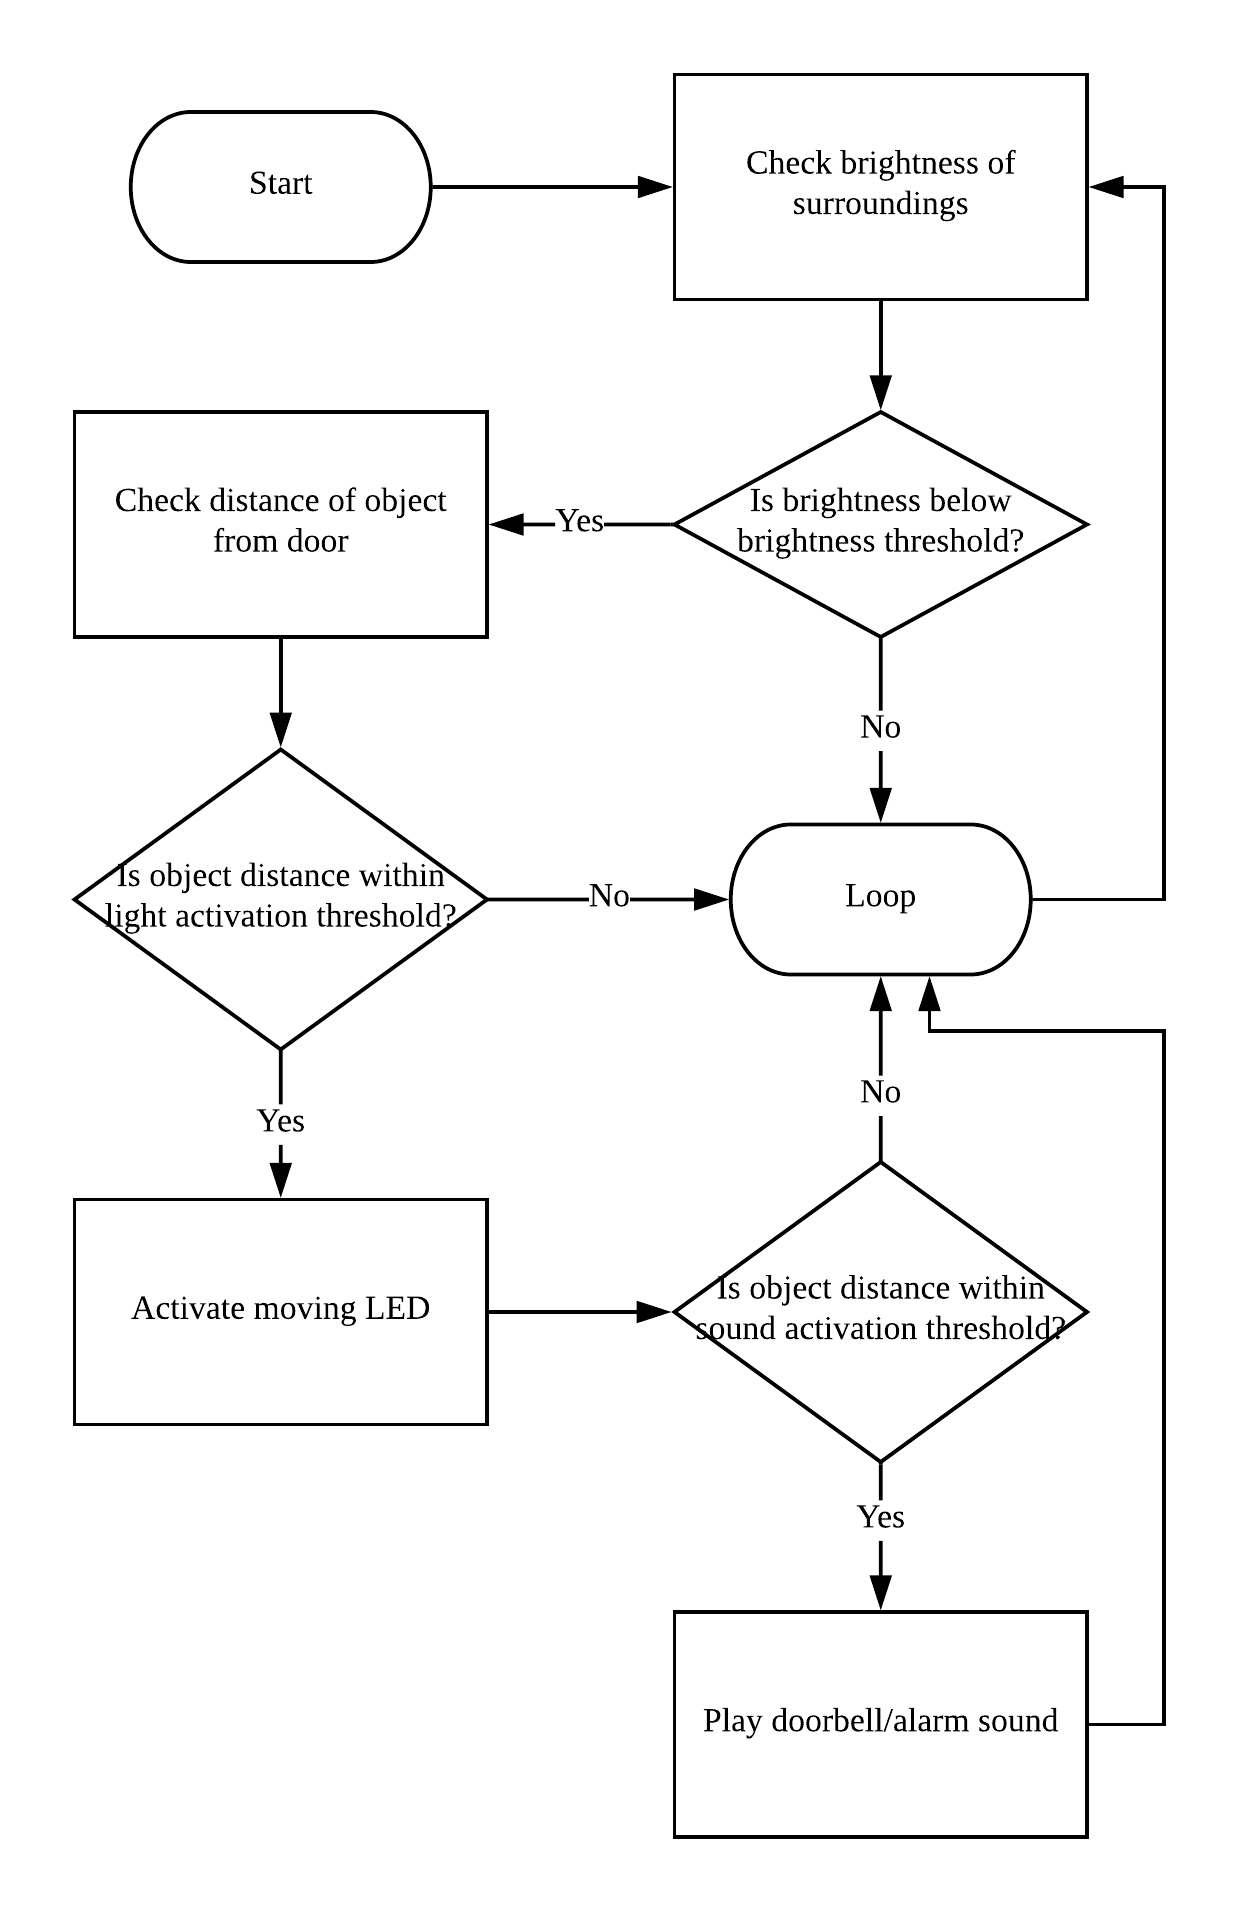 Start
Check brightness of
surroundings
Is brightness below
brightness threshold?
Yes
Check distance of object
from door
No
Is object distance within
light activation threshold?
No
Loop
Yes
No
Activate moving LED
Is object distance within
sound activation threshold?
Yes
Play doorbell/alarm sound